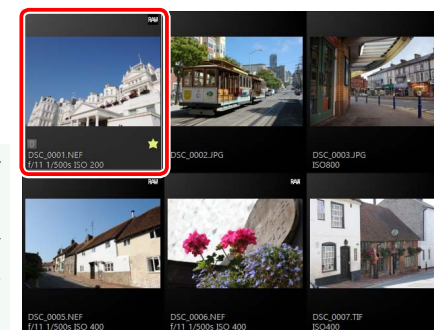 RAW
DSC_0001.NEF
f/11 1/500s ISO 200
DSC_0002.JPG
DSC_0003.JPG
ISO800
RAW
DSC_0005.NEF
f/11 1/500s ISO 400
RAW
DSC_0006.NEF
f/11 1/500s ISO 400
DSC_0007.TIF
ISO400